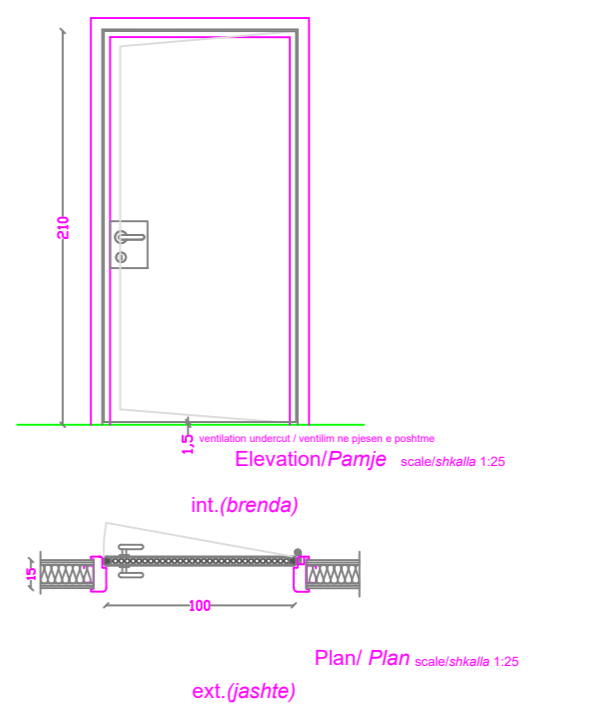 210
1,5
ventilation undercut / ventilim ne pjesen e poshtme
Elevation/Pamje scale/shkalla 1:25
int.(brenda)
15
100
Plan/ Plan scale/shkalla 1:25
ext.(jashte)